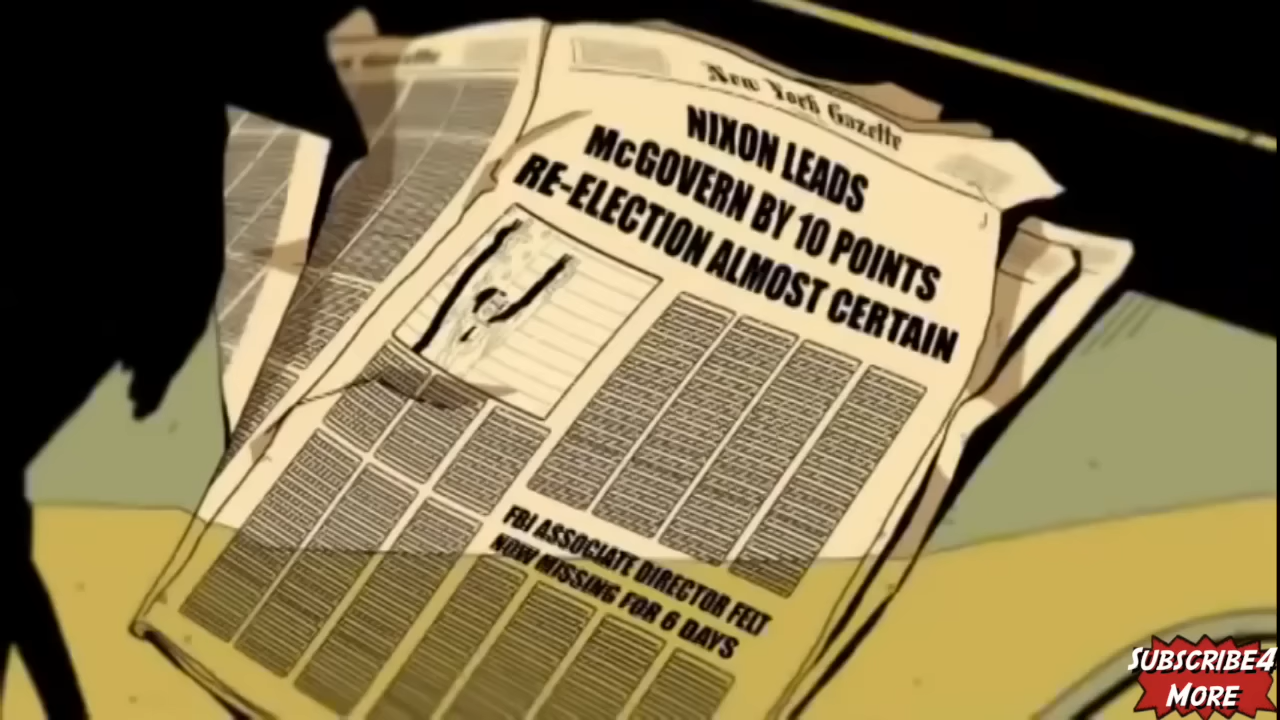 New York Gazette
NIXON LEADS
McGOVERN BY 10 POINTS
RE-ELECTION ALMOST CERTAIN
FBI ASSOCIATE DIRECTOR FELT
NOW MISSING FOR 6 DAYS
SUBSCRIBE4
MORE